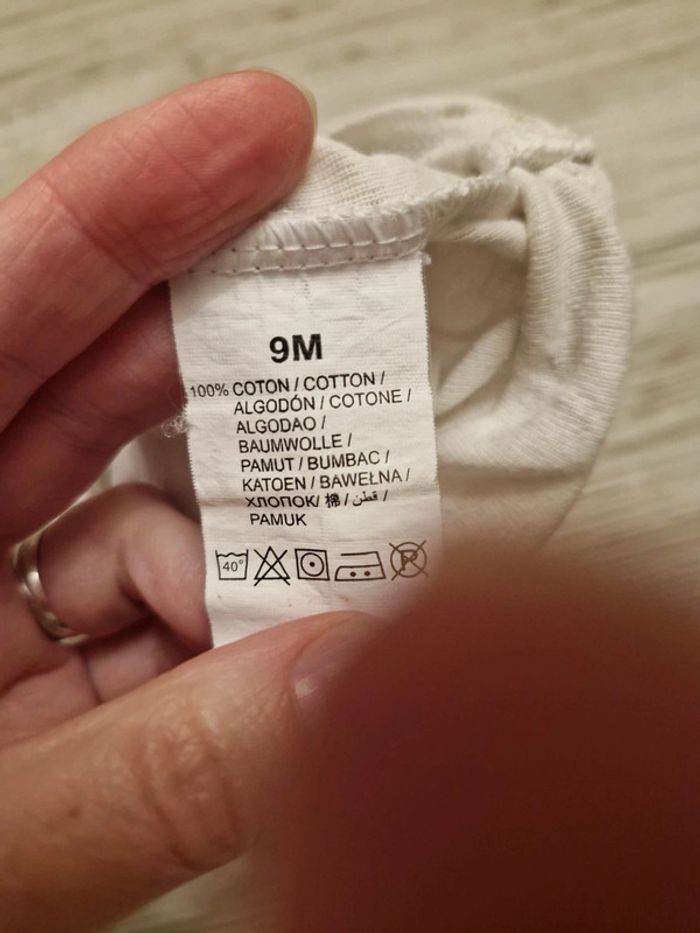 9M
100% COTON / COTTON /
ALGODÓN / COTONE /
ALGODAO /
BAUMWOLLE /
PAMUT / BUMBAC /
KATOEN / BAWEŁNA /
ХЛОПОК/ 棉 / قطن /
PAMUK
40°
P